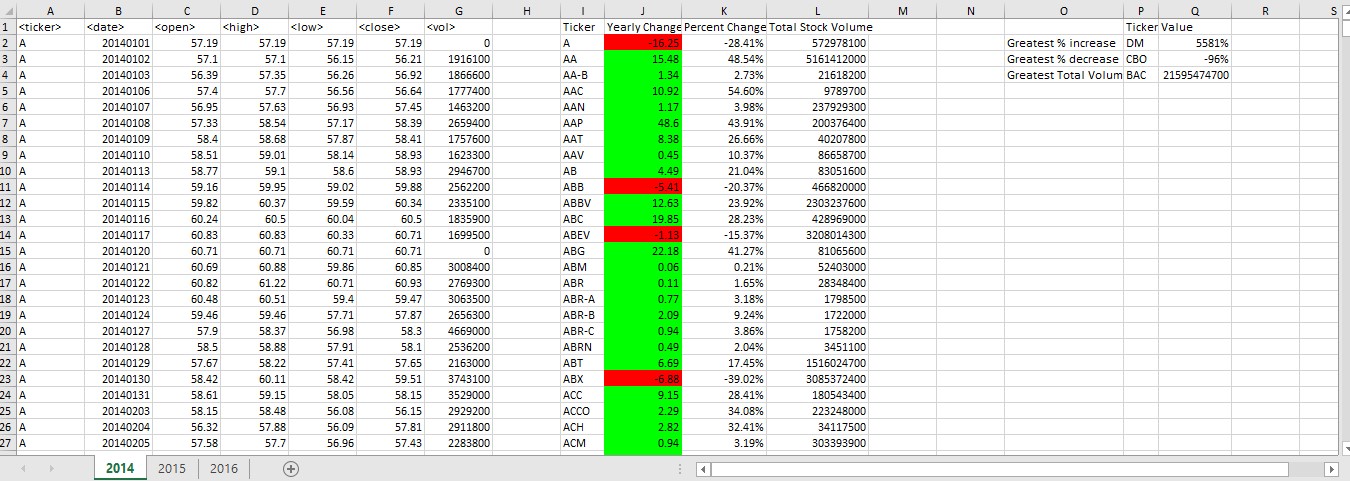 A B C D E F G H I J K L M N O P Q R S
1 <ticker> <date> <open> <high> <low> <close> <vol> Ticker Yearly Change Percent Change Total Stock Volume Ticker Value
2 A 20140101 57.19 57.19 57.19 57.19 0 A -16.25 -28.41% 572978100 Greatest % increase DM 5581%
3 A 20140102 57.1 57.1 56.15 56.21 1916100 AA 15.48 48.54% 5161412000 Greatest % decrease CBO -96%
4 A 20140103 56.39 57.35 56.26 56.92 1866600 AA-B 1.34 2.73% 21618200 Greatest Total Volum BAC 21595474700
5 A 20140106 57.4 57.7 56.56 56.64 1777400 AAC 10.92 54.60% 9789700
6 A 20140107 56.95 57.63 56.93 57.45 1463200 AAN 1.17 3.98% 237929300
7 A 20140108 57.33 58.54 57.17 58.39 2659400 AAP 48.6 43.91% 200376400
8 A 20140109 58.4 58.68 57.87 58.41 1757600 AAT 8.38 26.66% 40207800
9 A 20140110 58.51 59.01 58.14 58.93 1623300 AAV 0.45 10.37% 86658700
10 A 20140113 58.77 59.1 58.6 58.93 2946700 AB 4.49 21.04% 83051600
11 A 20140114 59.16 59.95 59.02 59.88 2562200 ABB -5.41 -20.37% 466820000
12 A 20140115 59.82 60.37 59.59 60.34 2335100 ABBV 12.63 23.92% 2303237600
13 A 20140116 60.24 60.5 60.04 60.5 1835900 ABC 19.85 28.23% 428969000
14 A 20140117 60.83 60.83 60.33 60.71 1699500 ABEV -1.13 -15.37% 3208014300
15 A 20140120 60.71 60.71 60.71 60.71 0 ABG 22.18 41.27% 81065600
16 A 20140121 60.69 60.88 59.86 60.85 3008400 ABM 0.06 0.21% 52403000
17 A 20140122 60.82 61.22 60.71 60.93 2769300 ABR 0.11 1.65% 28348400
18 A 20140123 60.48 60.51 59.4 59.47 3063500 ABR-A 0.77 3.18% 1798500
19 A 20140124 59.46 59.46 57.71 57.87 2656300 ABR-B 2.09 9.24% 1722000
20 A 20140127 57.9 58.37 56.98 58.3 4669000 ABR-C 0.94 3.86% 1758200
21 A 20140128 58.5 58.88 57.91 58.1 2536200 ABRN 0.49 2.04% 3451100
22 A 20140129 57.67 58.22 57.41 57.65 2163000 ABT 6.69 17.45% 1516024700
23 A 20140130 58.42 60.11 58.42 59.51 3743100 ABX -6.88 -39.02% 3085372400
24 A 20140131 58.61 59.15 58.05 58.15 3529000 ACC 9.15 28.41% 180543400
25 A 20140203 58.15 58.48 56.08 56.15 2929200 ACCO 2.29 34.08% 223248000
26 A 20140204 56.32 57.88 56.09 57.81 2911800 ACH 2.82 32.41% 34117500
27 A 20140205 57.58 57.7 56.96 57.43 2283800 ACM 0.94 3.19% 303393900
2014 2015 2016